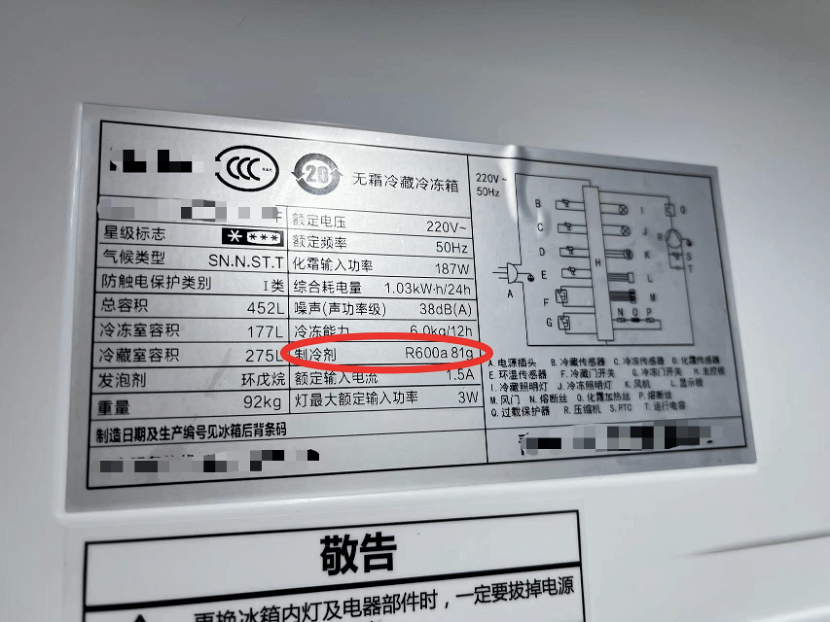 CCC
20
无霜冷藏冷冻箱
星级标志
气候类型 SN.N.ST.T
防触电保护类别 I类
总容积 452L
冷冻室容积 177L
冷藏室容积 275L
发泡剂 环戊烷
重量 92kg
额定电压 220V~
额定频率 50Hz
化霜输入功率 187W
综合耗电量 1.03kW·h/24h
噪声(声功率级) 38dB(A)
冷冻能力 6.0kg/12h
制冷剂 R600a 81g
额定输入电流 1.5A
灯最大额定输入功率 3W
制造日期及生产编号见冰箱后背条码
220V~
50Hz
A
B
C
D
E
F
G
H
I
J
K
L
M
N O P
Q
R
S
T
A. 电源插头 B. 冷藏传感器 C. 冷冻传感器 D. 化霜传感器
E. 环温传感器 F. 冷藏门开关 G. 冷冻门开关 H. 主控板
I. 冷藏照明灯 J. 冷冻照明灯 K. 风机 L. 显示板
M. 风门 N. 熔断丝 O. 化霜加热丝 P. 熔断丝
Q. 过载保护器 R. 压缩机 S. PTC T. 运行电容
敬告
更换冰箱内灯及电器部件时，一定要拔掉电源